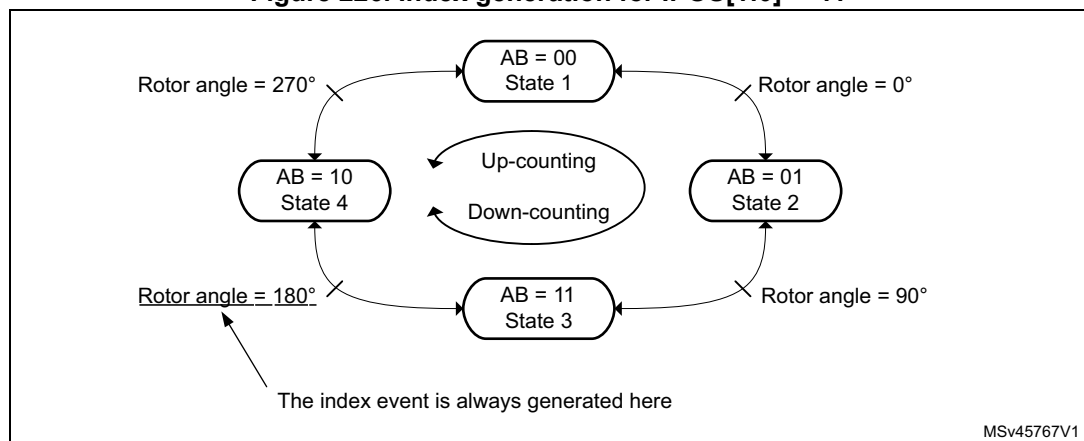 AB = 00
State 1
Rotor angle = 270°
Rotor angle = 0°
Up-counting
AB = 10
State 4
AB = 01
State 2
Down-counting
Rotor angle = 180°
AB = 11
State 3
Rotor angle = 90°
The index event is always generated here
MSv45767V1